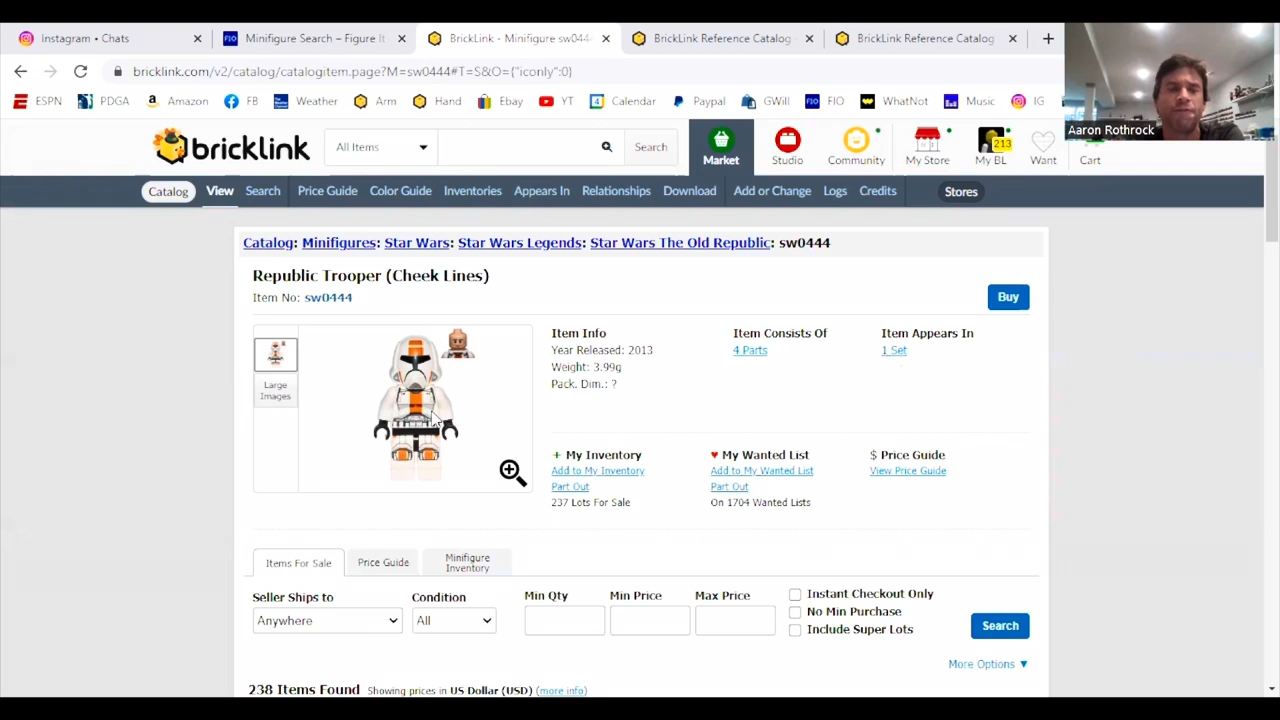 Instagram • Chats
Minifigure Search – Figure It
BrickLink - Minifigure sw044
BrickLink Reference Catalog
BrickLink Reference Catalog
bricklink.com/v2/catalog/catalogitem.page?M=sw0444#T=S&O={"iconly":0}
ESPN PDGA Amazon FB Weather Arm Hand Ebay YT Calendar Paypal GWill FIO WhatNot Music IG
Aaron Rothrock
bricklink
All Items
Search
Market
Studio
Community
My Store
213
My BL
Want
Cart
Catalog View Search Price Guide Color Guide Inventories Appears In Relationships Download Add or Change Logs Credits Stores
Catalog: Minifigures: Star Wars: Star Wars Legends: Star Wars The Old Republic: sw0444
Republic Trooper (Cheek Lines)
Item No: sw0444
Buy
Large
Images
Item Info
Year Released: 2013
Weight: 3.99g
Pack. Dim.: ?
Item Consists Of
4 Parts
Item Appears In
1 Set
+ My Inventory
Add to My Inventory
Part Out
237 Lots For Sale
♥ My Wanted List
Add to My Wanted List
Part Out
On 1704 Wanted Lists
$ Price Guide
View Price Guide
Items For Sale
Price Guide
Minifigure
Inventory
Seller Ships to
Anywhere
Condition
All
Min Qty
Min Price
Max Price
Instant Checkout Only
No Min Purchase
Include Super Lots
Search
More Options ▼
238 Items Found Showing prices in US Dollar (USD) (more info)